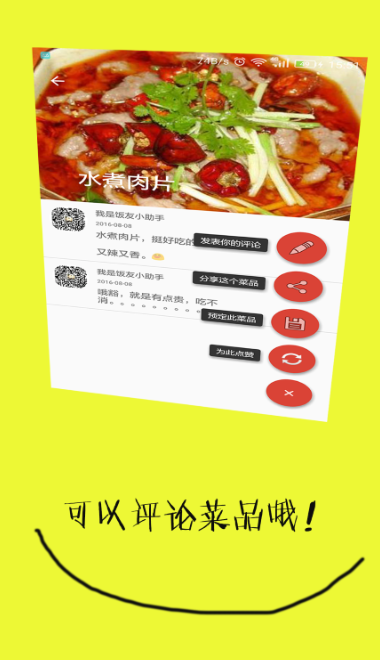 水煮肉片
我是饭友小助手
2016-08-08
水煮肉片，挺好吃的
发表你的评论
又辣又香。
分享这个菜品
我是饭友小助手
2016-08-08
哦豁，就是有点贵，吃不
消。。。。。。。。
预定此菜品
为此点赞
可以评论菜品哦！